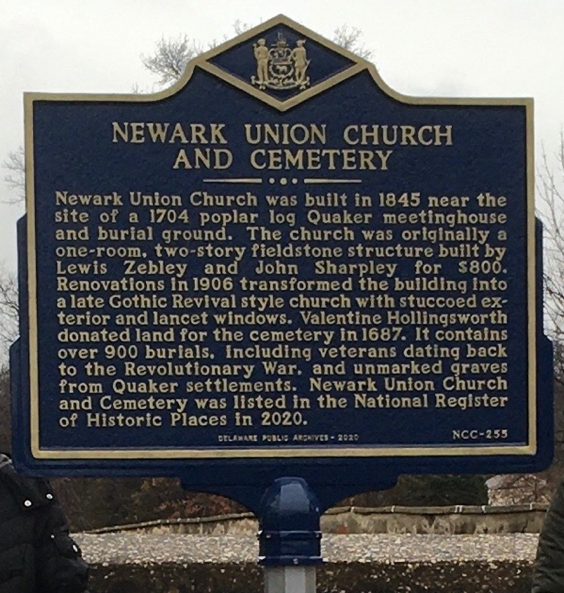 NEWARK UNION CHURCH
AND CEMETERY
Newark Union Church was built in 1845 near the
site of a 1704 poplar log Quaker meetinghouse
and burial ground. The church was originally a
one-room, two-story fieldstone structure built by
Lewis Zebley and John Sharpley for $800.
Renovations in 1906 transformed the building into
a late Gothic Revival style church with stuccoed ex-
terior and lancet windows. Valentine Hollingsworth
donated land for the cemetery in 1687. It contains
over 900 burials, including veterans dating back
to the Revolutionary War, and unmarked graves
from Quaker settlements. Newark Union Church
and Cemetery was listed in the National Register
of Historic Places in 2020.
DELAWARE PUBLIC ARCHIVES - 2020
NCC-255